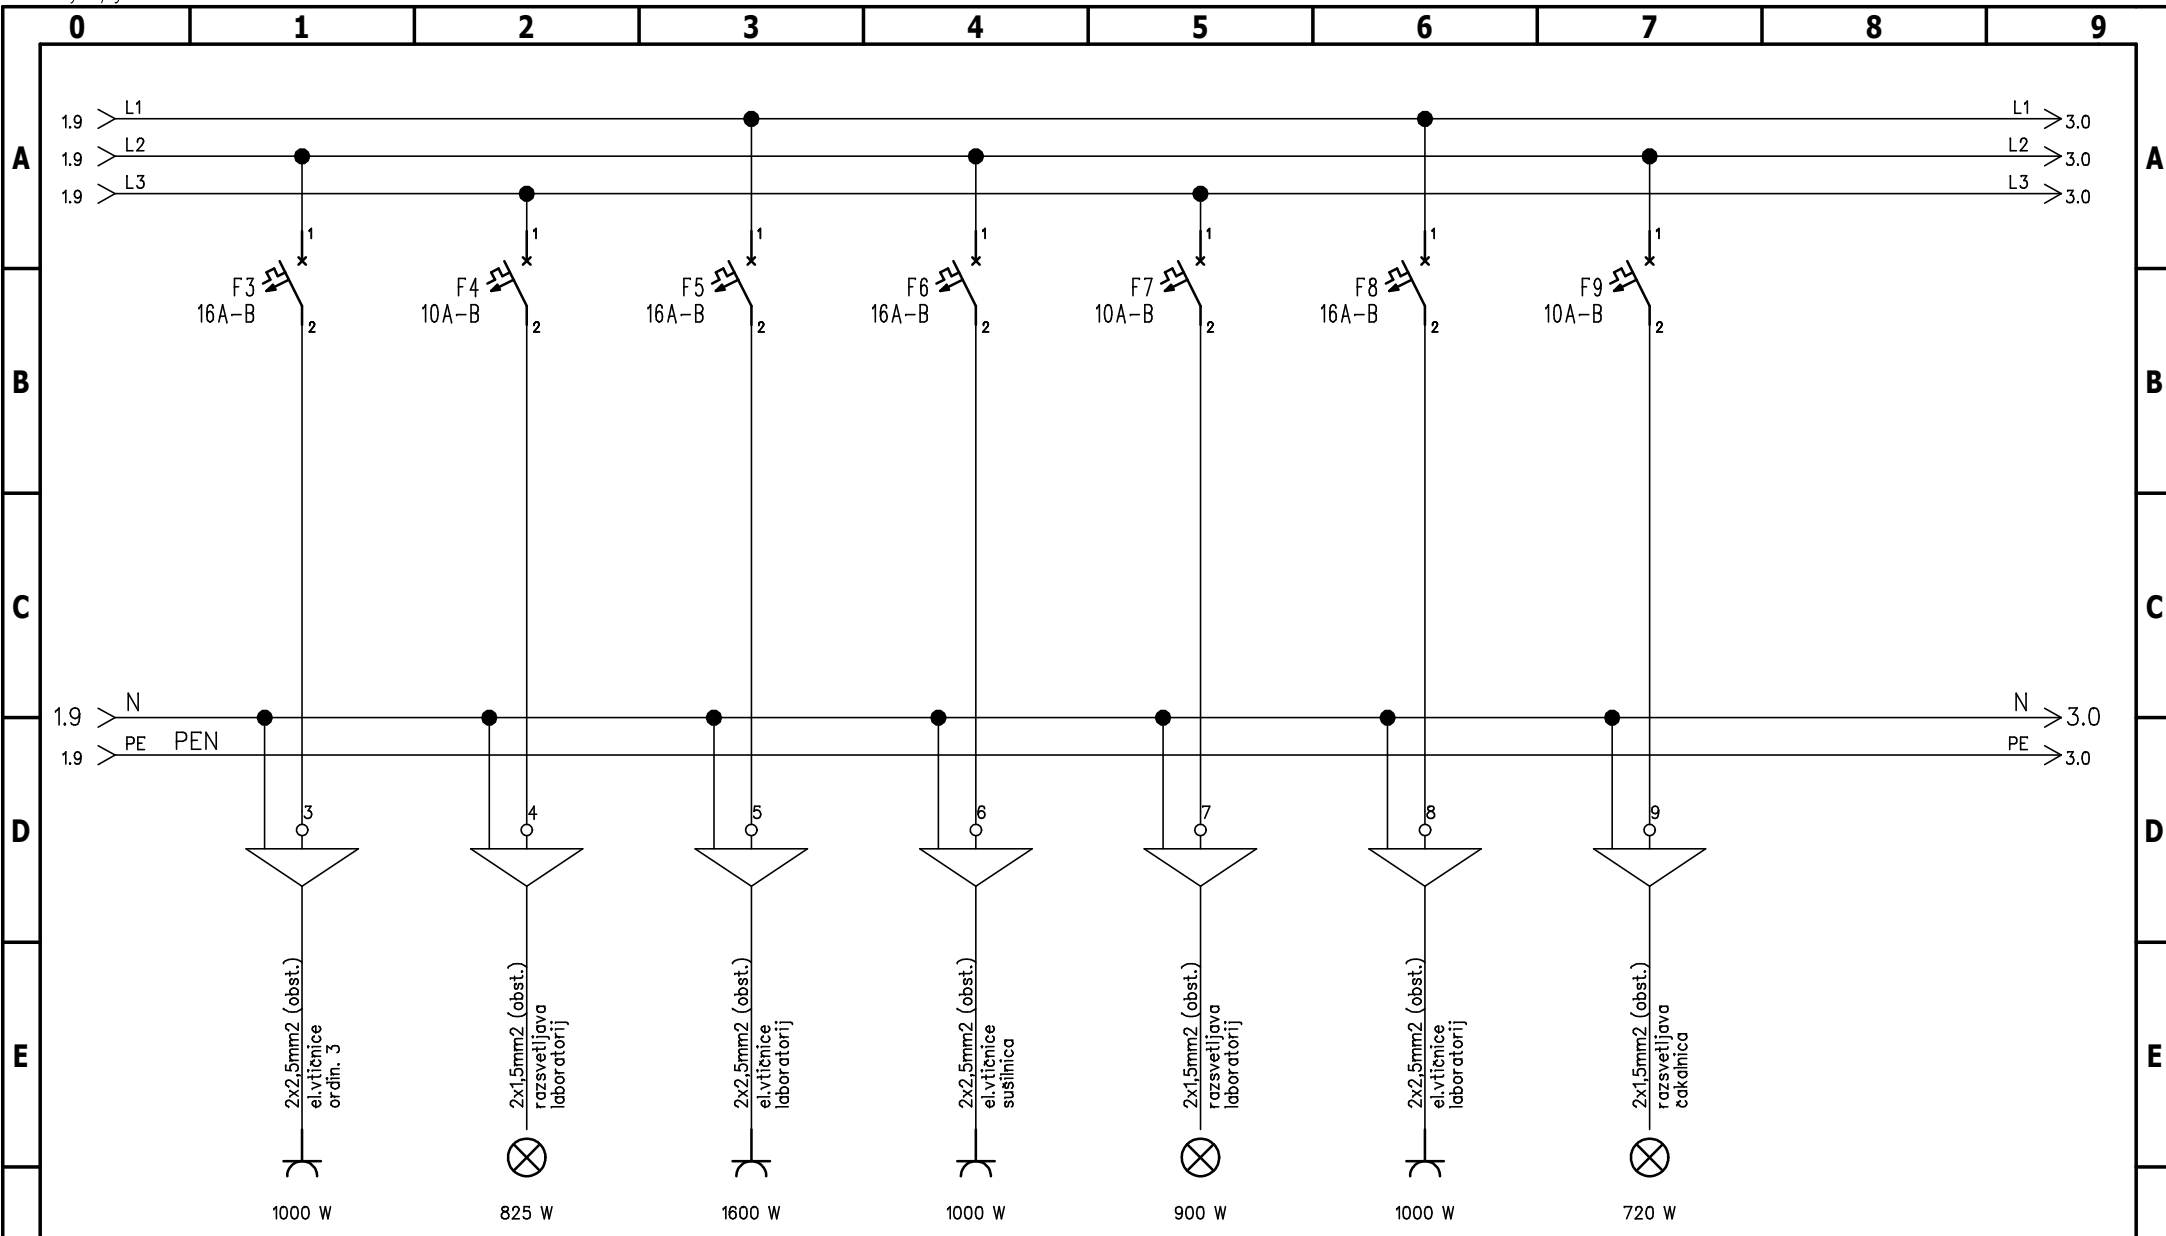 0 1 2 3 4 5 6 7 8 9
1.9 L1 L1 3.0
A 1.9 L2 L2 3.0 A
1.9 L3 L3 3.0
1 1 1 1 1 1 1
F3 F4 F5 F6 F7 F8 F9
16A-B 10A-B 16A-B 16A-B 10A-B 16A-B 10A-B
2 2 2 2 2 2 2
B B
C C
1.9 N N 3.0
1.9 PE PEN PE 3.0
3 4 5 6 7 8 9
D D
2x2,5mm2 (obst.)
el.vtičnice
ordin. 3
2x1,5mm2 (obst.)
razsvetljava
laboratorij
2x2,5mm2 (obst.)
el.vtičnice
laboratorij
2x2,5mm2 (obst.)
el.vtičnice
sušilnica
2x1,5mm2 (obst.)
razsvetljava
laboratorij
2x2,5mm2 (obst.)
el.vtičnice
laboratorij
2x1,5mm2 (obst.)
razsvetljava
čakalnica
E E
1000 W 825 W 1600 W 1000 W 900 W 1000 W 720 W